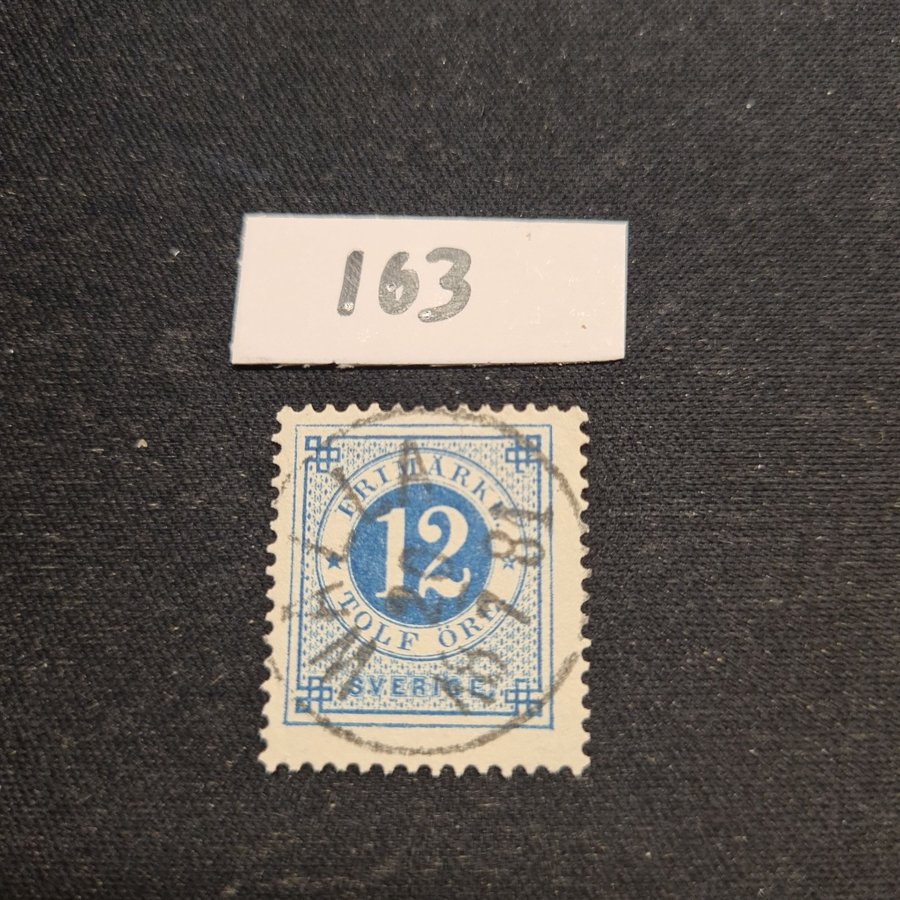 163
FRIMÄRKE
12
TOLF ÖRE
SVERIGE